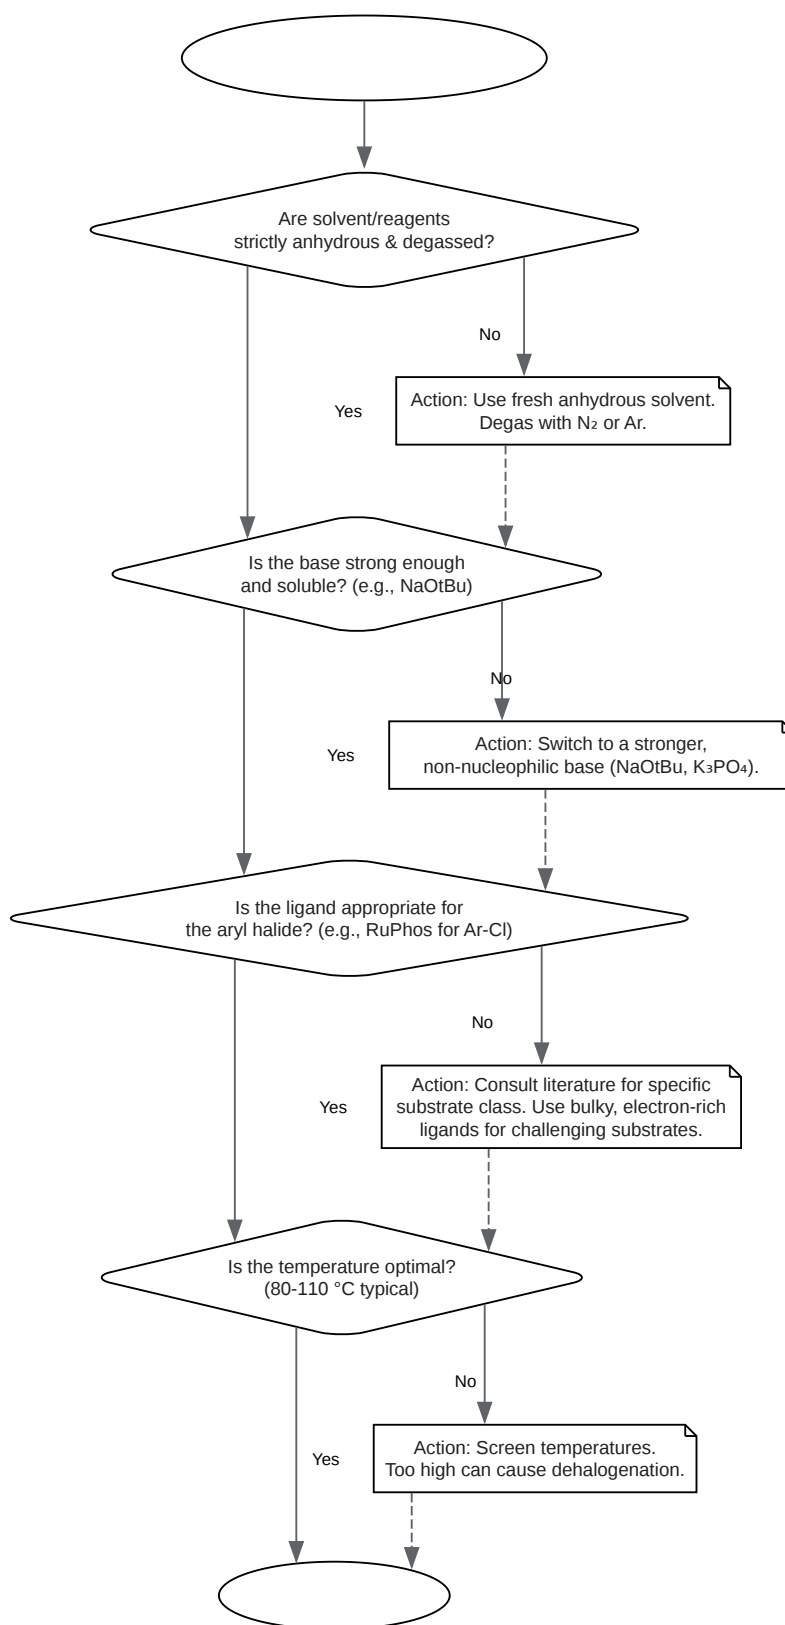 Are solvent/reagents
strictly anhydrous & degassed?
No
Yes
Action: Use fresh anhydrous solvent.
Degas with N₂ or Ar.
Is the base strong enough
and soluble? (e.g., NaOtBu)
No
Yes
Action: Switch to a stronger,
non-nucleophilic base (NaOtBu, K₃PO₄).
Is the ligand appropriate for
the aryl halide? (e.g., RuPhos for Ar-Cl)
No
Yes
Action: Consult literature for specific
substrate class. Use bulky, electron-rich
ligands for challenging substrates.
Is the temperature optimal?
(80-110 °C typical)
No
Yes
Action: Screen temperatures.
Too high can cause dehalogenation.